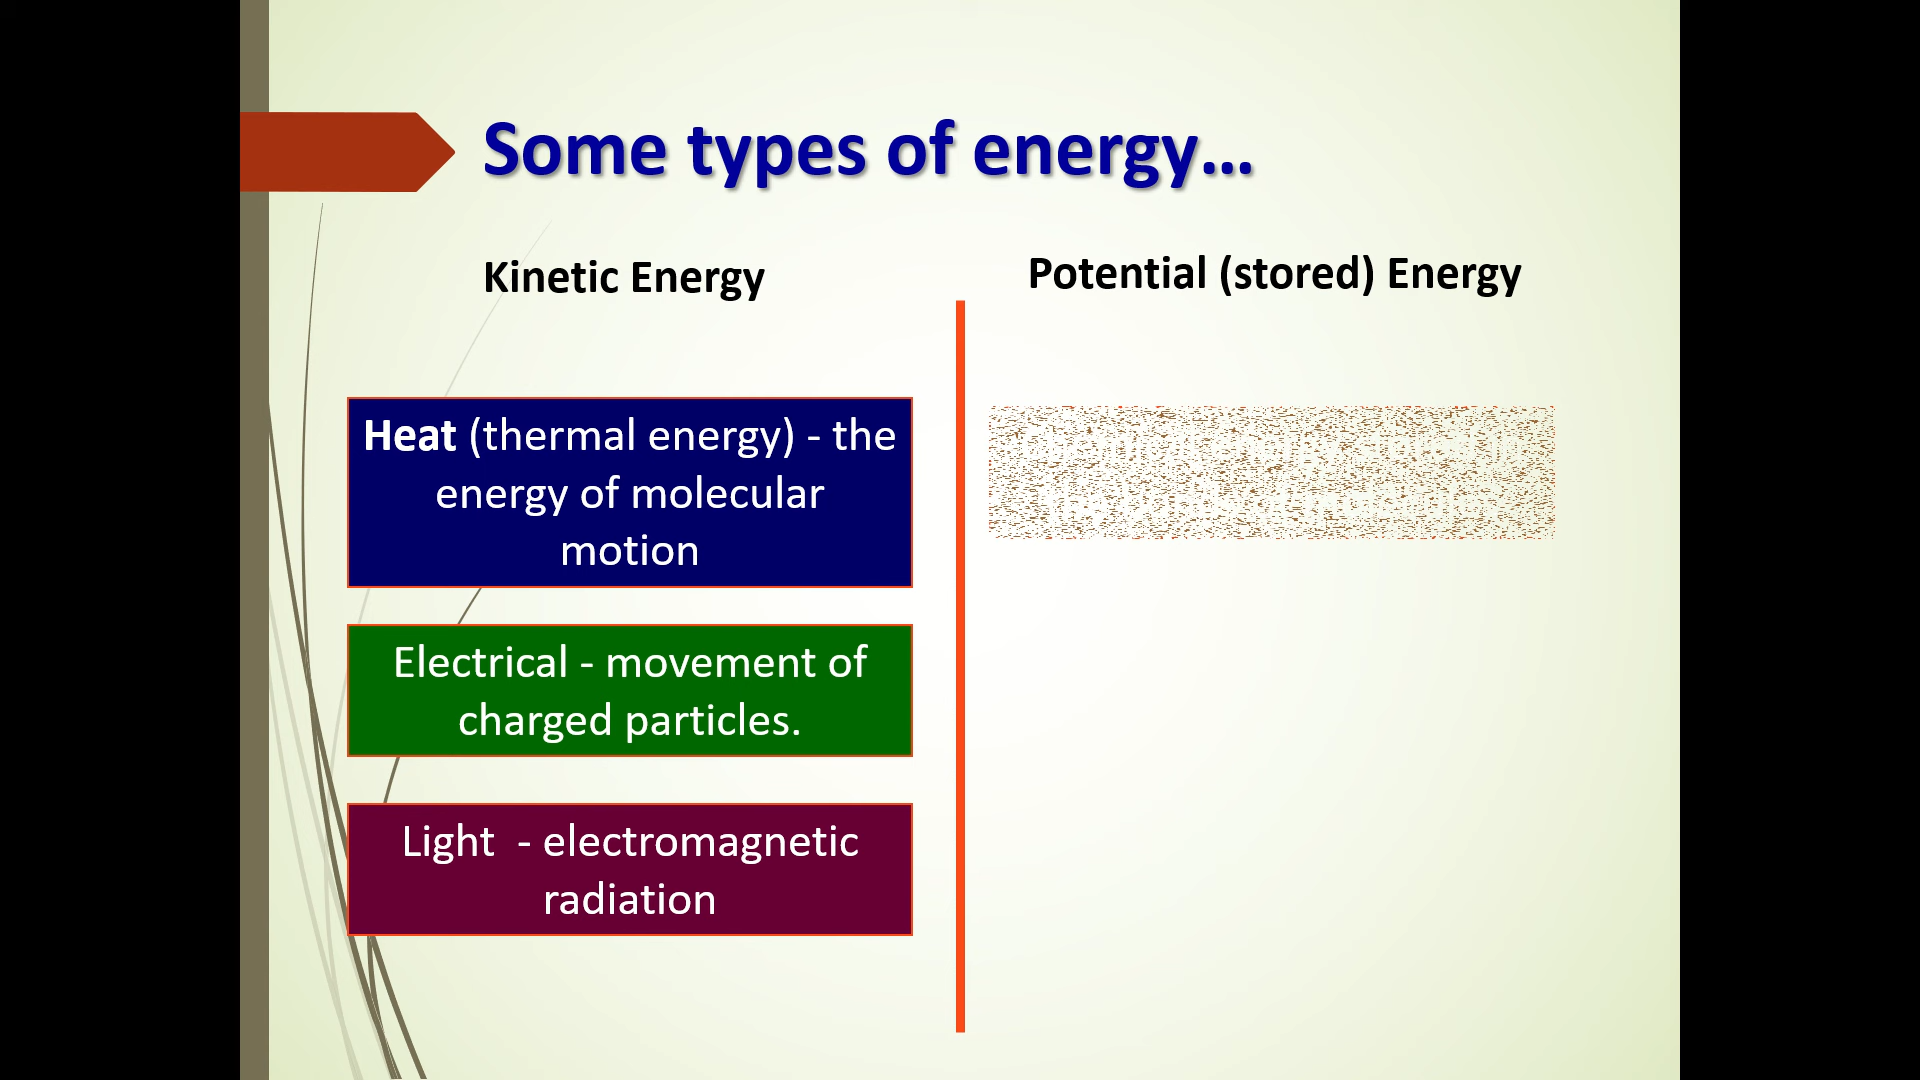 Some types of energy...
Kinetic Energy
Potential (stored) Energy
Heat (thermal energy) - the
energy of molecular
motion
Electrical - movement of
charged particles.
Light  - electromagnetic
radiation